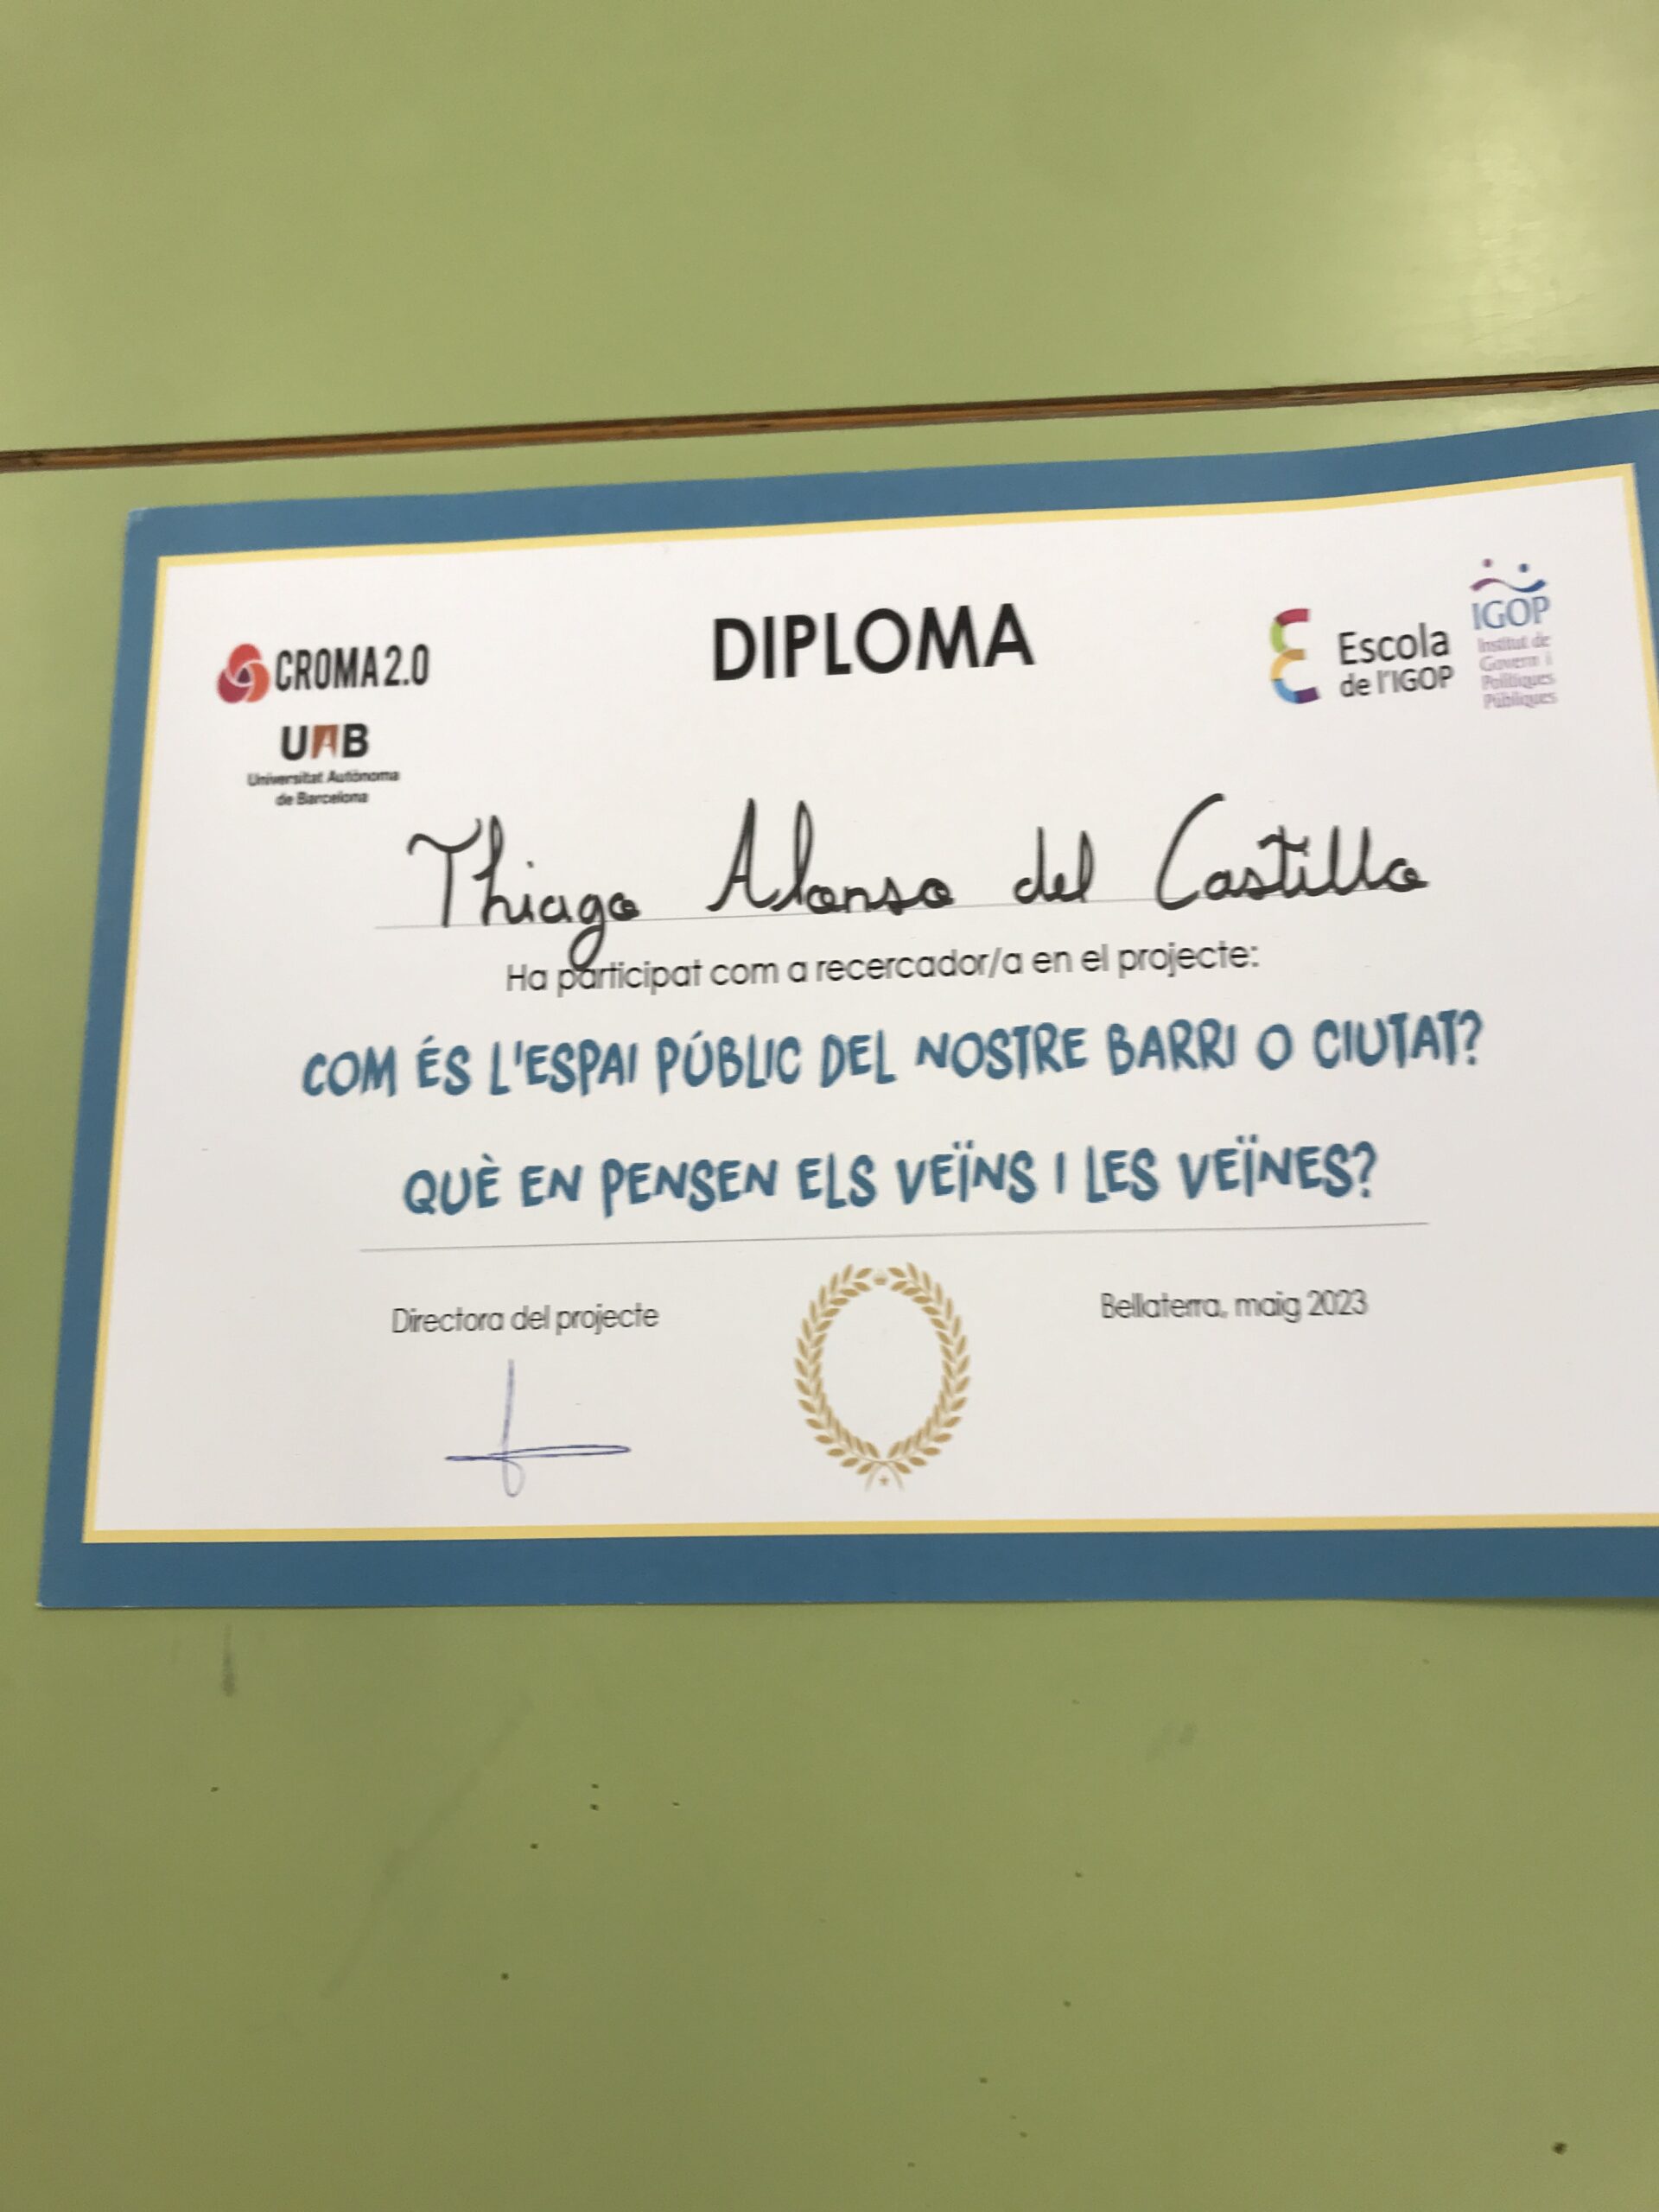 DIPLOMA
CROMA 2.0
UAB
Universitat Autònoma
de Barcelona
Escola
de l'IGOP
IGOP
Institut de
Govern i
Polítiques
Públiques
Thiago Alonso del Castillo
Ha participat com a recercador/a en el projecte:
COM ÉS L'ESPAI PÚBLIC DEL NOSTRE BARRI O CIUTAT?
QUÈ EN PENSEN ELS VEÏNS I LES VEÏNES?
Directora del projecte
Bellaterra, maig 2023